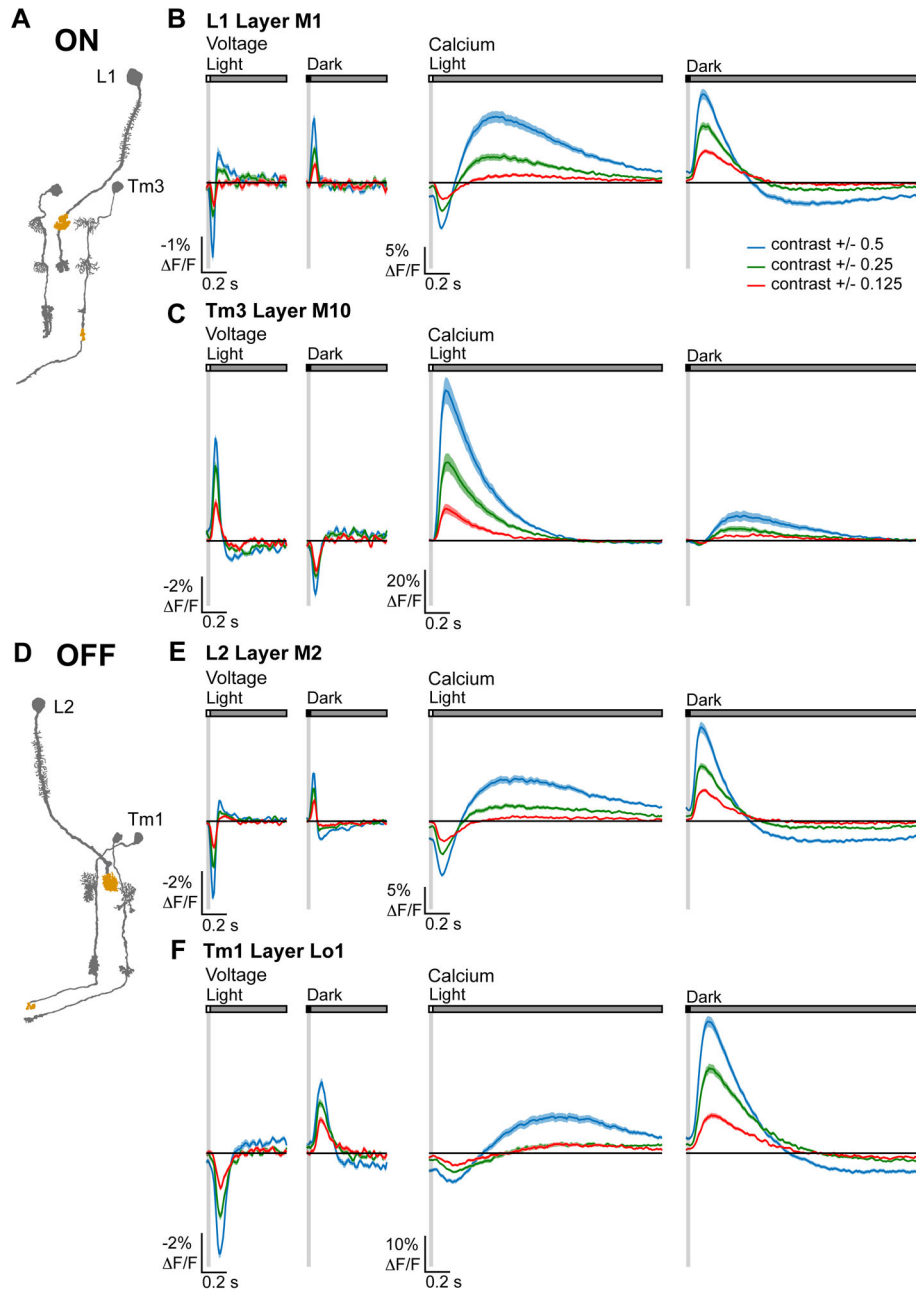 A
ON
L1
Tm3
B L1 Layer M1
Voltage
Light
Dark
-1%
ΔF/F
0.2 s
Calcium
Light
Dark
5%
ΔF/F
0.2 s
contrast +/- 0.5
contrast +/- 0.25
contrast +/- 0.125
C Tm3 Layer M10
Voltage
Light
Dark
-2%
ΔF/F
0.2 s
Calcium
Light
Dark
20%
ΔF/F
0.2 s
D OFF
L2
Tm1
E L2 Layer M2
Voltage
Light
Dark
-2%
ΔF/F
0.2 s
Calcium
Light
Dark
5%
ΔF/F
0.2 s
F Tm1 Layer Lo1
Voltage
Light
Dark
-2%
ΔF/F
0.2 s
Calcium
Light
Dark
10%
ΔF/F
0.2 s